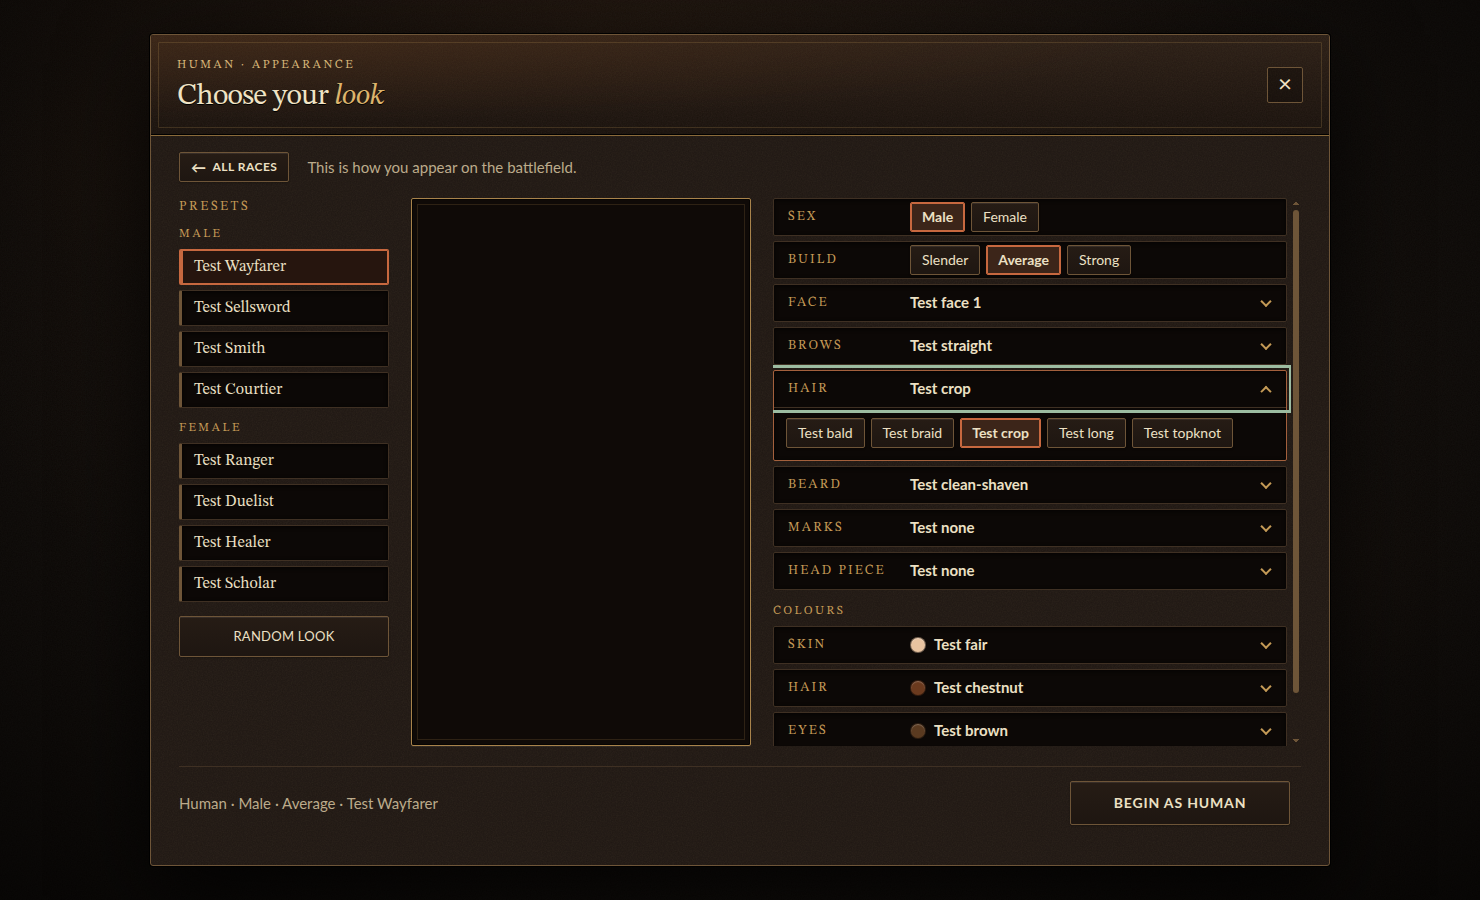 HUMAN · APPEARANCE
Choose your look
ALL RACES
This is how you appear on the battlefield.
PRESETS
MALE
Test Wayfarer
Test Sellsword
Test Smith
Test Courtier
FEMALE
Test Ranger
Test Duelist
Test Healer
Test Scholar
RANDOM LOOK
SEX Male Female
BUILD Slender Average Strong
FACE Test face 1
BROWS Test straight
HAIR Test crop
Test bald Test braid Test crop Test long Test topknot
BEARD Test clean-shaven
MARKS Test none
HEAD PIECE Test none
COLOURS
SKIN Test fair
HAIR Test chestnut
EYES Test brown
Human · Male · Average · Test Wayfarer
BEGIN AS HUMAN